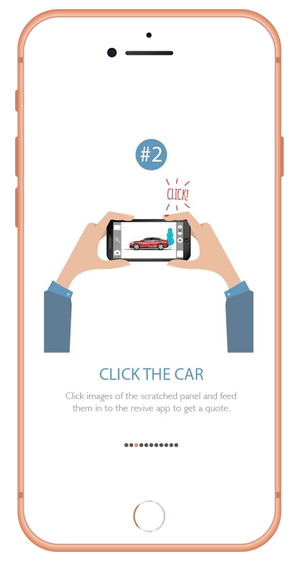 #2
CLICK!
CLICK THE CAR
Click images of the scratched panel and feed
them in to the revive app to get a quote.